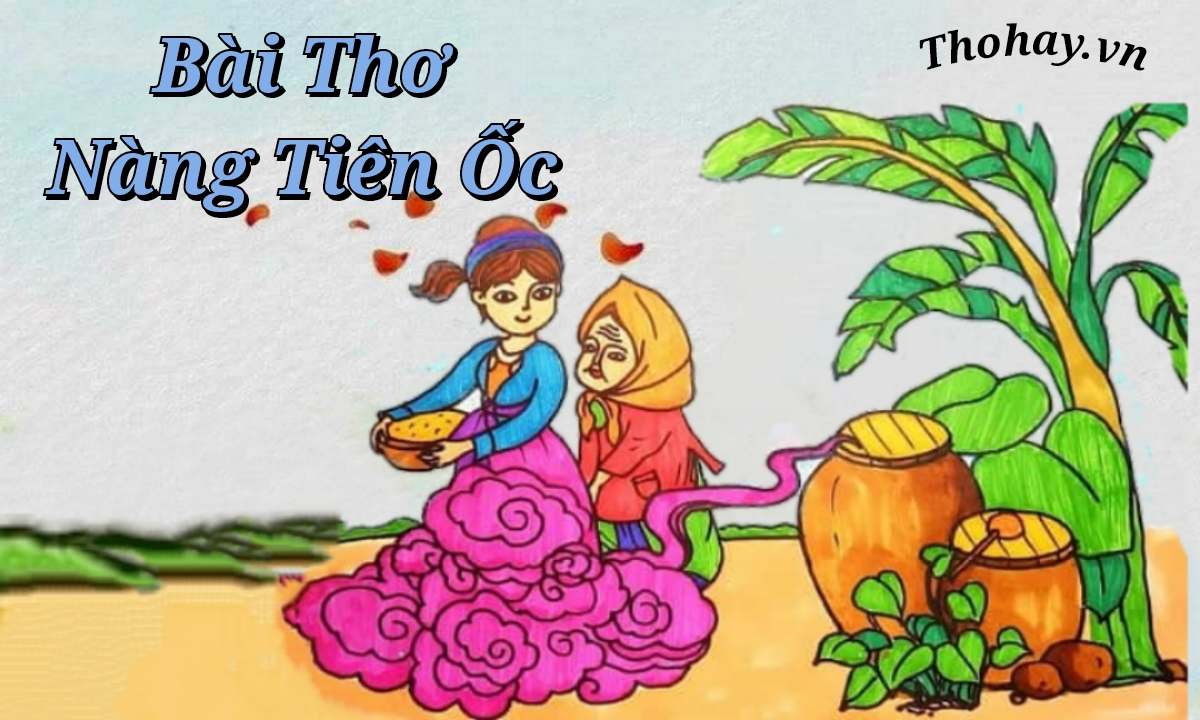 Bài Thơ
Nàng Tiên Ốc
Thohay.vn